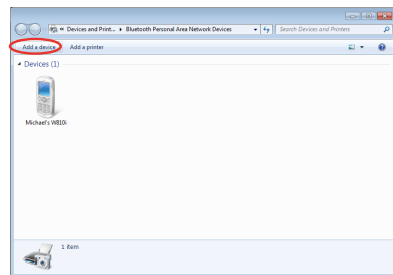 Devices and Print... ▸ Bluetooth Personal Area Network Devices
Search Devices and Printers
Add a device
Add a printer
Devices (1)
Michael's W810i
1 item